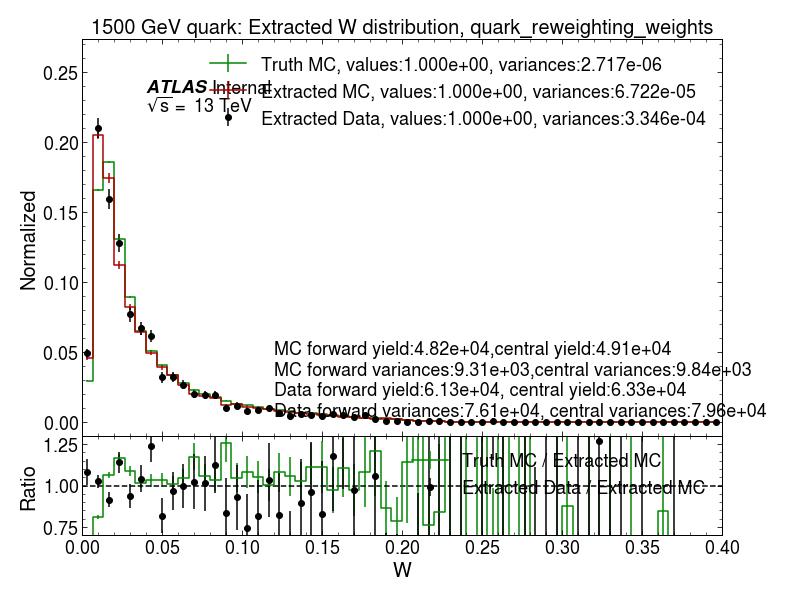 1500 GeV quark: Extracted W distribution, quark_reweighting_weights
Truth MC, values:1.000e+00, variances:2.717e-06
ATLAS Internal
Extracted MC, values:1.000e+00, variances:6.722e-05
√s = 13 TeV
Extracted Data, values:1.000e+00, variances:3.346e-04
Normalized
0.25
0.20
0.15
0.10
0.05
0.00
MC forward yield:4.82e+04,central yield:4.91e+04
MC forward variances:9.31e+03,central variances:9.84e+03
Data forward yield:6.13e+04, central yield:6.33e+04
Data forward variances:7.61e+04, central variances:7.96e+04
Ratio
1.25
1.00
0.75
Truth MC / Extracted MC
Extracted Data / Extracted MC
0.00 0.05 0.10 0.15 0.20 0.25 0.30 0.35 0.40
W